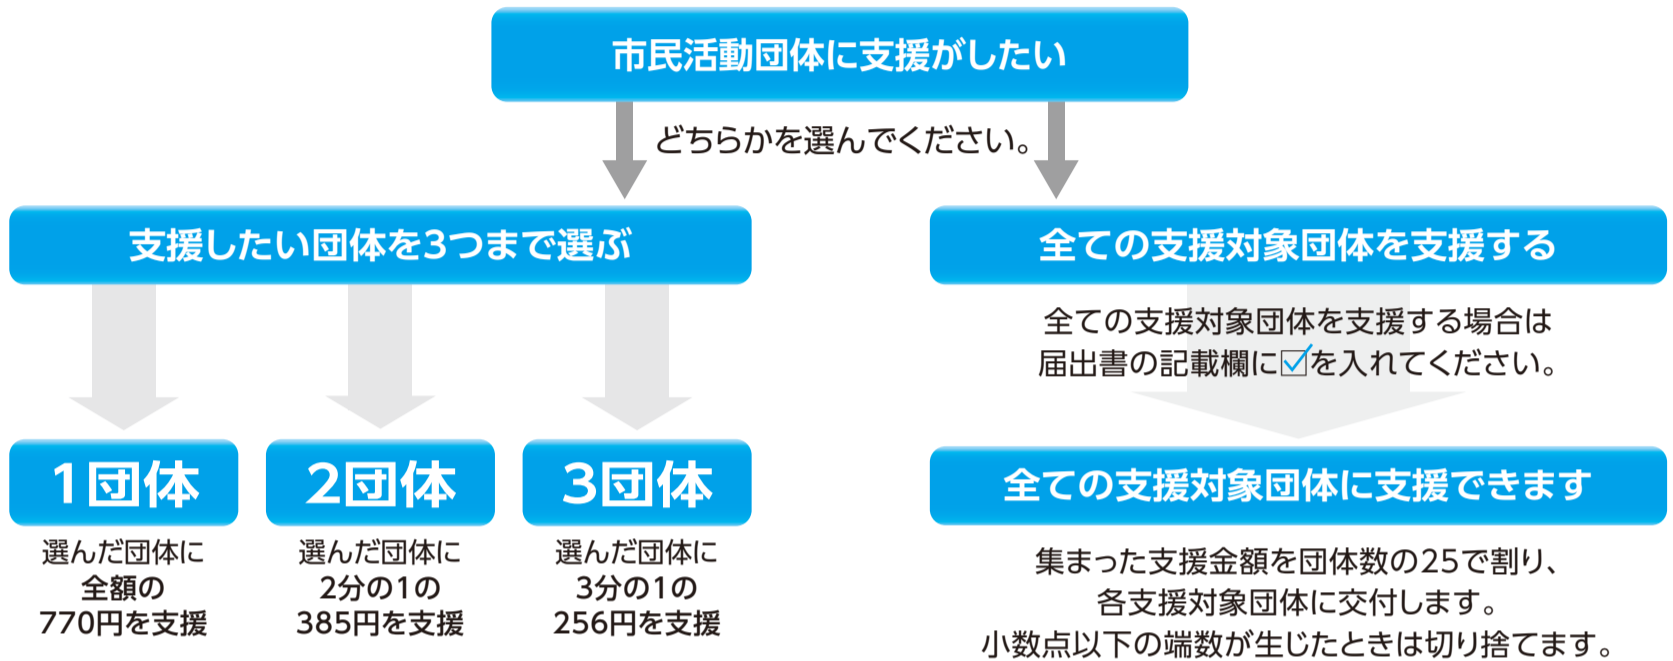 市民活動団体に支援がしたい
どちらかを選んでください。
支援したい団体を3つまで選ぶ
1団体
選んだ団体に
全額の
770円を支援
2団体
選んだ団体に
2分の1の
385円を支援
3団体
選んだ団体に
3分の1の
256円を支援
全ての支援対象団体を支援する
全ての支援対象団体を支援する場合は
届出書の記載欄に☑を入れてください。
全ての支援対象団体に支援できます
集まった支援金額を団体数の25で割り、
各支援対象団体に交付します。
小数点以下の端数が生じたときは切り捨てます。